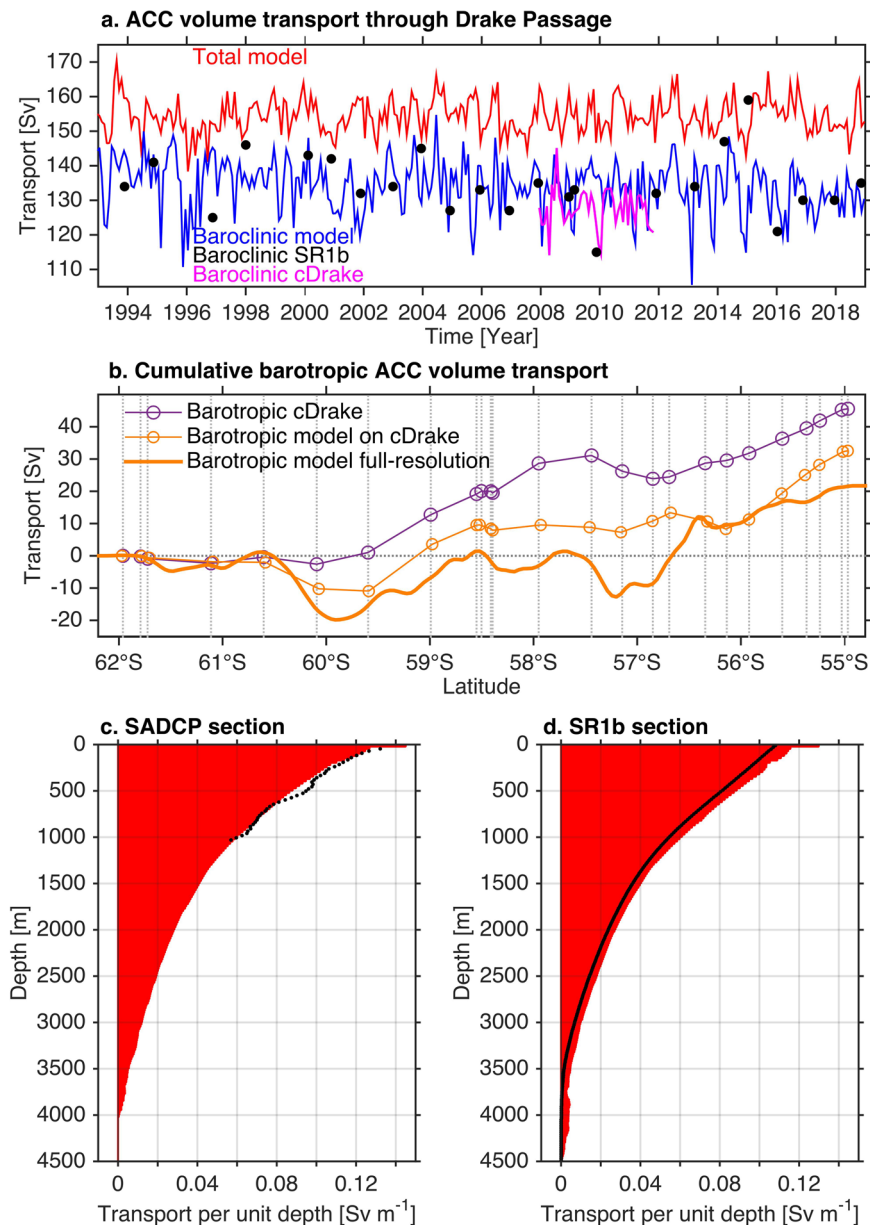 a. ACC volume transport through Drake Passage
Transport [Sv]
170
160
150
140
130
120
110
Total model
Baroclinic model
Baroclinic SR1b
Baroclinic cDrake
1994 1996 1998 2000 2002 2004 2006 2008 2010 2012 2014 2016 2018
Time [Year]
b. Cumulative barotropic ACC volume transport
Transport [Sv]
40
30
20
10
0
-10
-20
Barotropic cDrake
Barotropic model on cDrake
Barotropic model full-resolution
62°S 61°S 60°S 59°S 58°S 57°S 56°S 55°S
Latitude
c. SADCP section
Depth [m]
0
500
1000
1500
2000
2500
3000
3500
4000
4500
0 0.04 0.08 0.12
Transport per unit depth [Sv m⁻¹]
d. SR1b section
Depth [m]
0
500
1000
1500
2000
2500
3000
3500
4000
4500
0 0.04 0.08 0.12
Transport per unit depth [Sv m⁻¹]